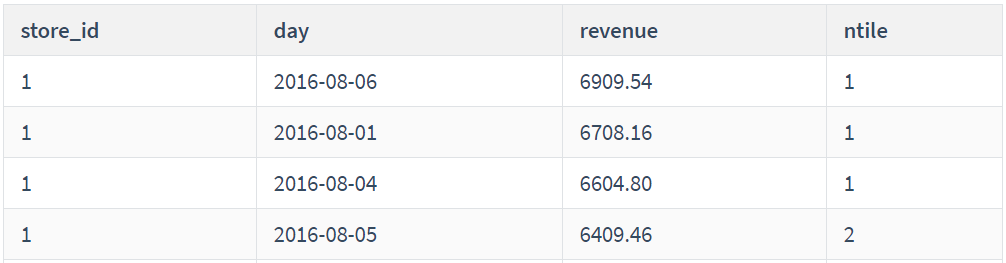 store_id day revenue ntile
1 2016-08-06 6909.54 1
1 2016-08-01 6708.16 1
1 2016-08-04 6604.80 1
1 2016-08-05 6409.46 2